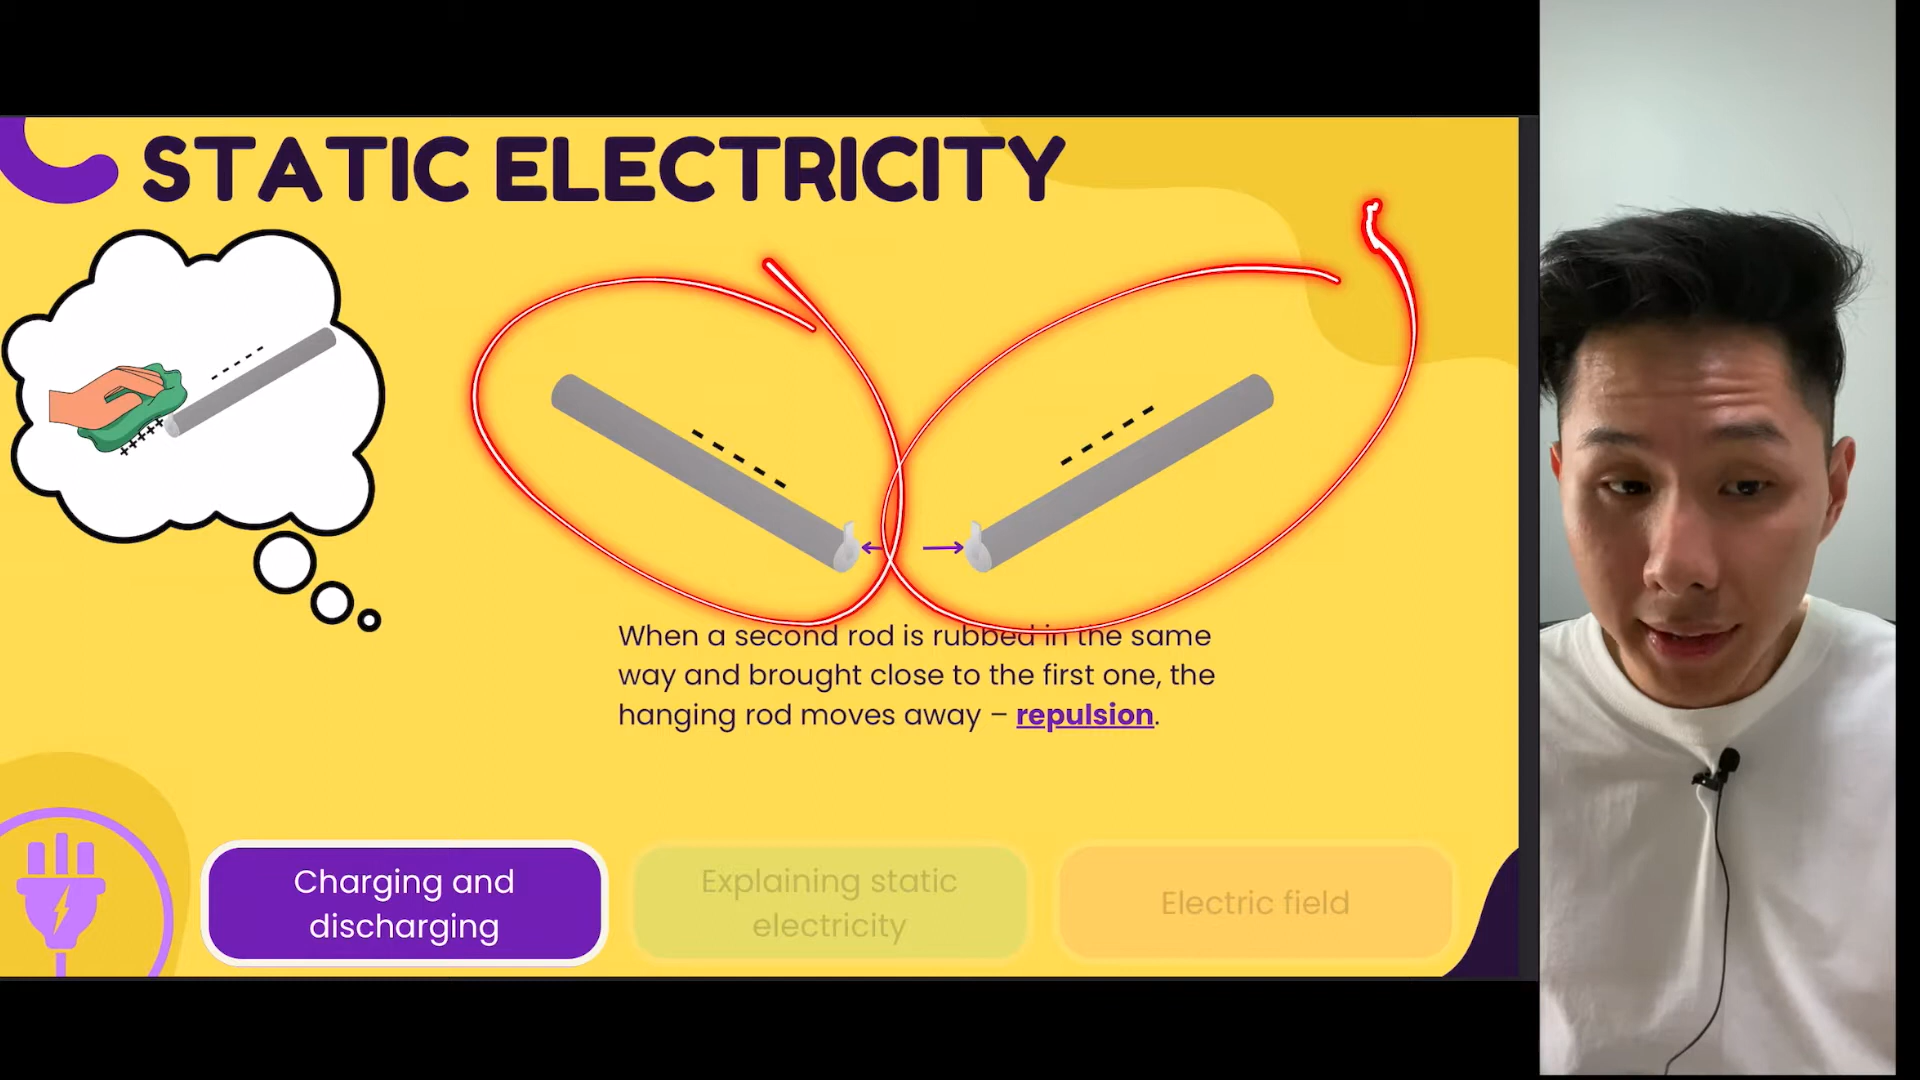 STATIC ELECTRICITY
When a second rod is rubbed in the same
way and brought close to the first one, the
hanging rod moves away – repulsion.
Charging and
discharging
Explaining static
electricity
Electric field